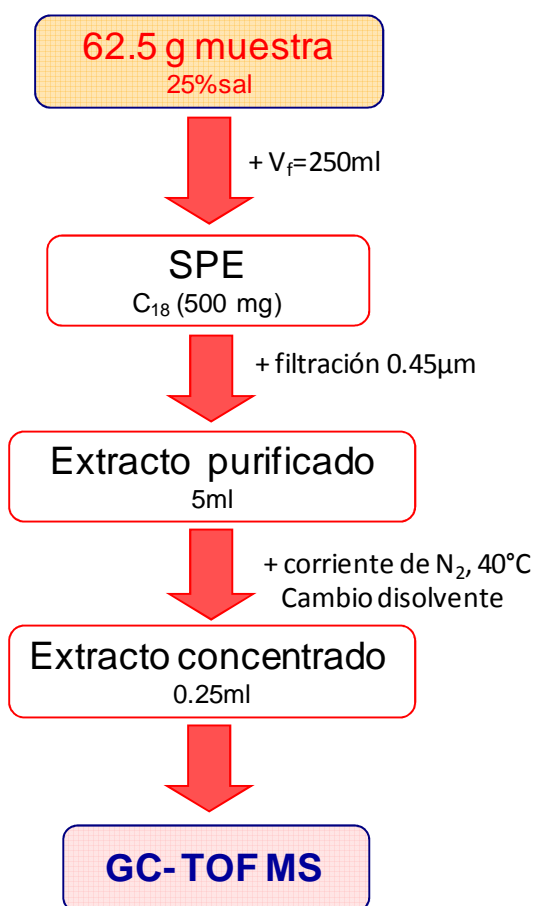 62.5 g muestra
25%sal
+ Vf=250ml
SPE
C18 (500 mg)
+ filtración 0.45µm
Extracto purificado
5ml
+ corriente de N2, 40°C
Cambio disolvente
Extracto concentrado
0.25ml
GC-TOF MS